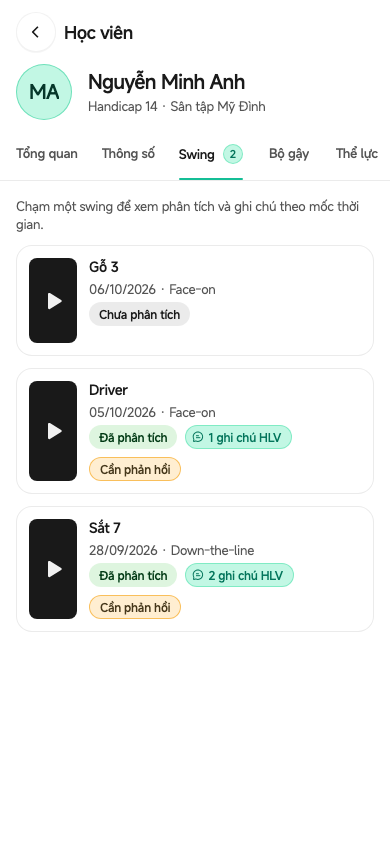 Học viên
MA
Nguyễn Minh Anh
Handicap 14 · Sân tập Mỹ Đình
Tổng quan
Thông số
Swing 2
Bộ gậy
Thể lực
Chạm một swing để xem phân tích và ghi chú theo mốc thời
gian.
Gỗ 3
06/10/2026 · Face-on
Chưa phân tích
Driver
05/10/2026 · Face-on
Đã phân tích
1 ghi chú HLV
Cần phản hồi
Sắt 7
28/09/2026 · Down-the-line
Đã phân tích
2 ghi chú HLV
Cần phản hồi